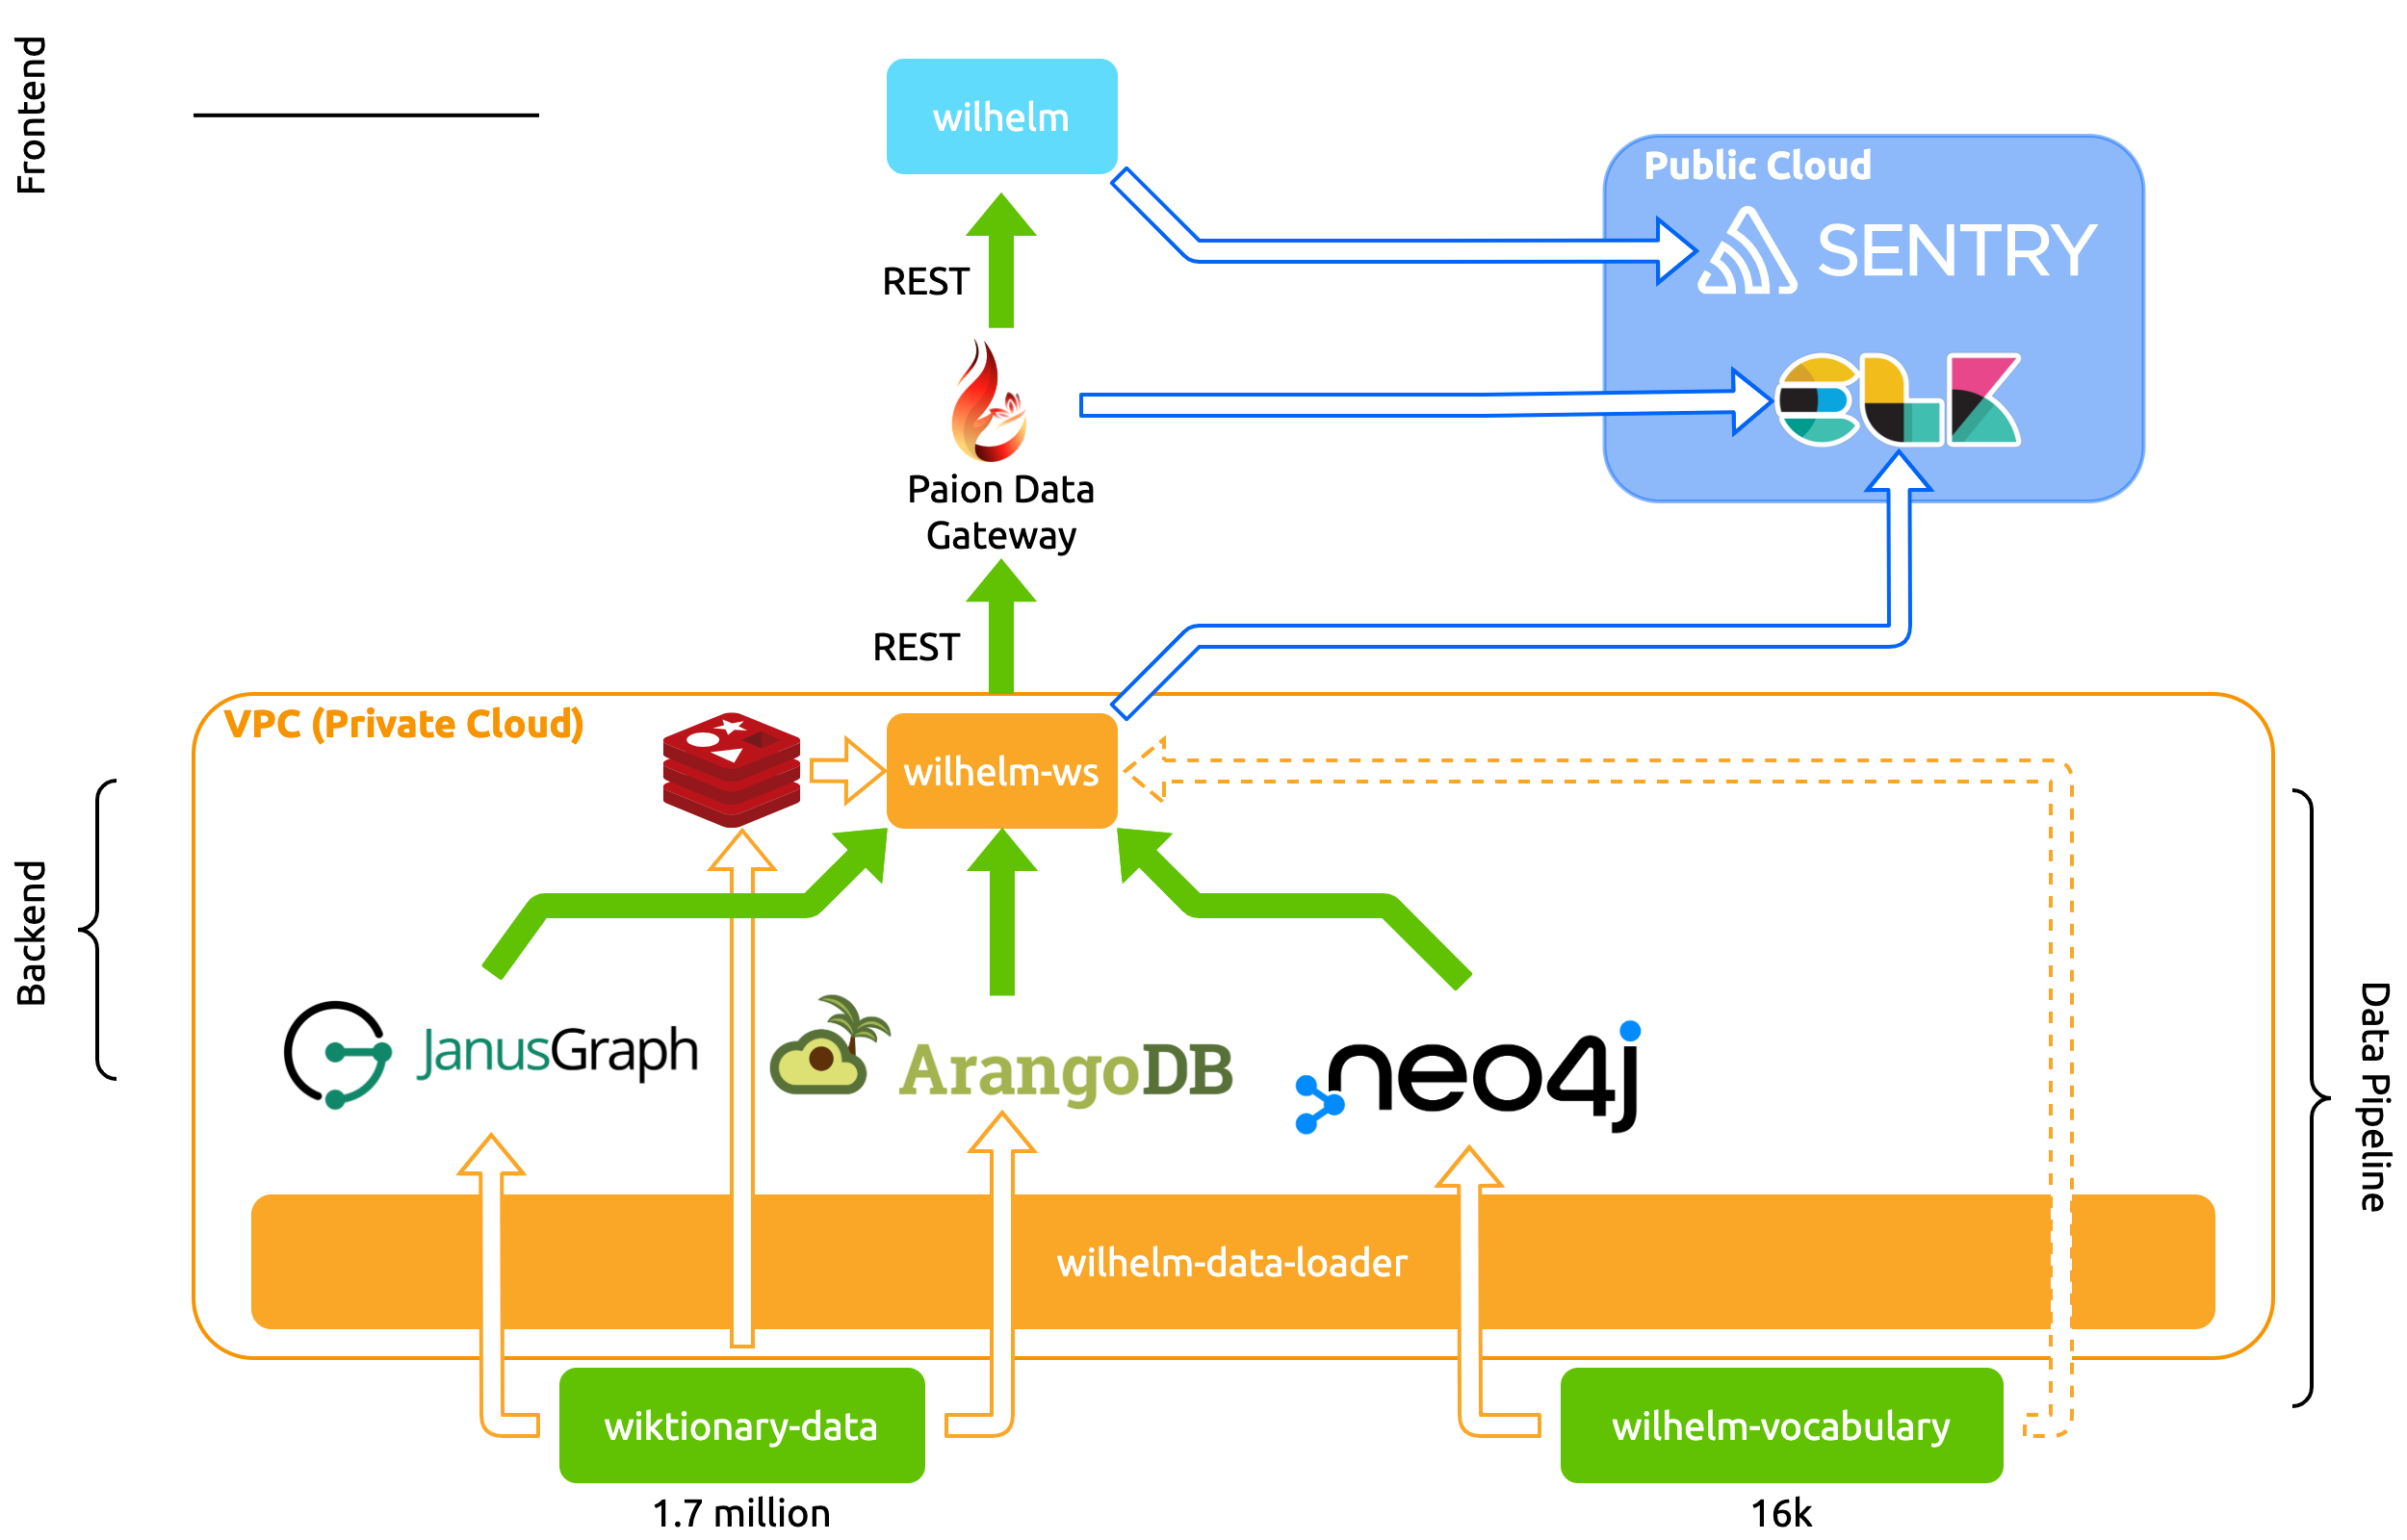 Frontend
wilhelm
Public Cloud
SENTRY
REST
elk
Paion Data
Gateway
REST
VPC (Private Cloud)
wilhelm-ws
Backend
JanusGraph
ArangoDB
neo4j
Data Pipeline
wilhelm-data-loader
wiktionary-data
wilhelm-vocabulary
1.7 million
16k